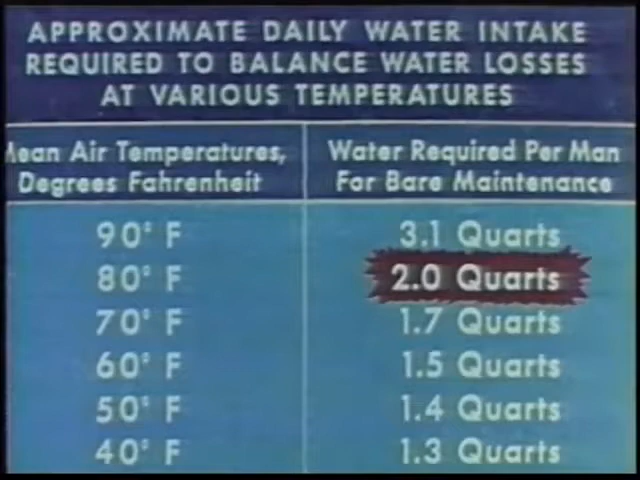 APPROXIMATE DAILY WATER INTAKE
REQUIRED TO BALANCE WATER LOSSES
AT VARIOUS TEMPERATURES
Mean Air Temperatures,
Degrees Fahrenheit
Water Required Per Man
For Bare Maintenance
90° F 3.1 Quarts
80° F 2.0 Quarts
70° F 1.7 Quarts
60° F 1.5 Quarts
50° F 1.4 Quarts
40° F 1.3 Quarts